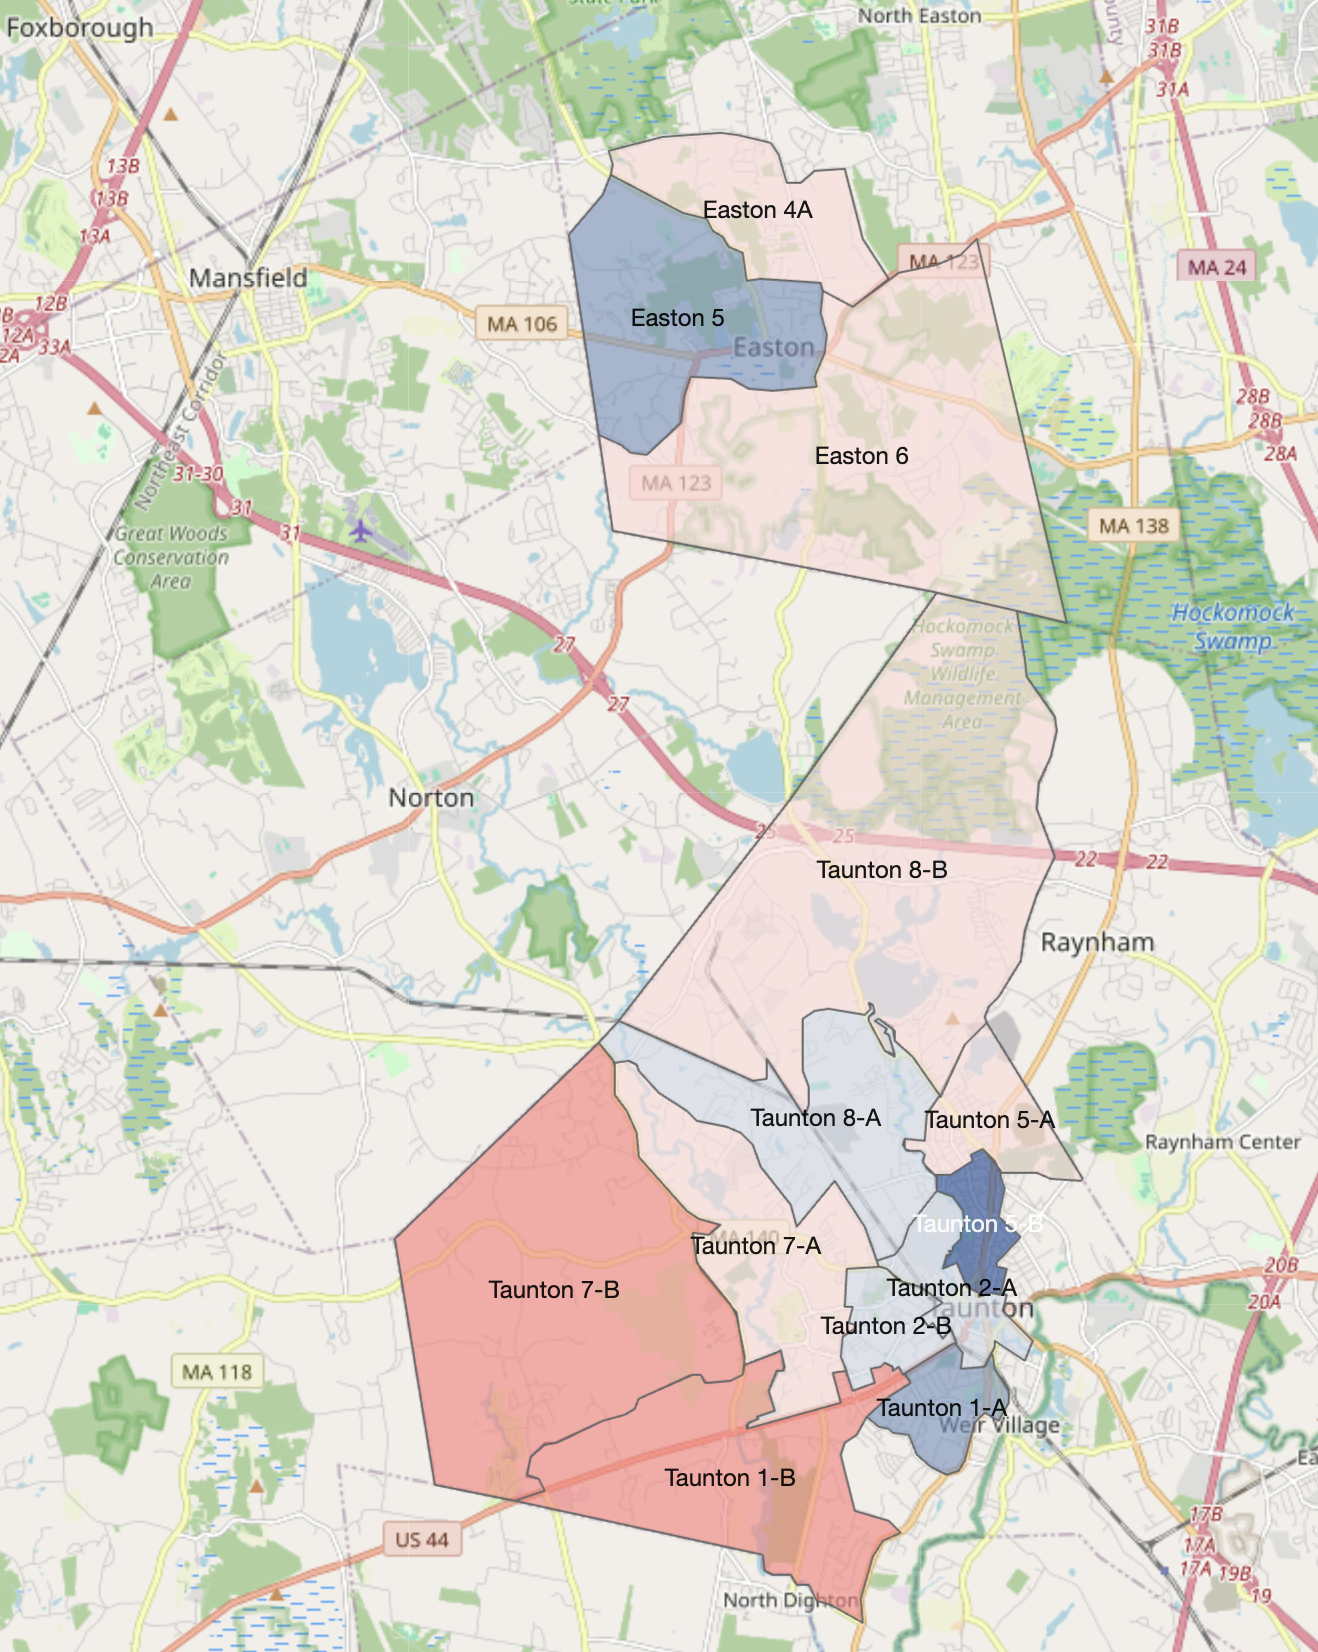 State Park
Foxborough
North Easton
31B
31B
31A
13B
13B
13A
Easton 4A
MA 123
MA 24
Mansfield
12B
12A
33A
MA 106
Easton 5
Easton
28B
28B
28A
Northeast Corridor
31-30
31
31
Easton 6
MA 123
MA 138
Great Woods
Conservation
Area
Hockomock
Swamp
Hockomock
Swamp
Wildlife
Management
Area
27
27
Norton
25
25
22
22
Taunton 8-B
Raynham
Taunton 8-A
Taunton 5-A
Raynham Center
Taunton 5-B
MA 140
Taunton 7-A
Taunton 7-B
Taunton 2-A
Taunton
Taunton 2-B
20B
20A
MA 118
Taunton 1-A
Weir Village
Taunton 1-B
17B
17A
17A
19B
19
US 44
North Dighton